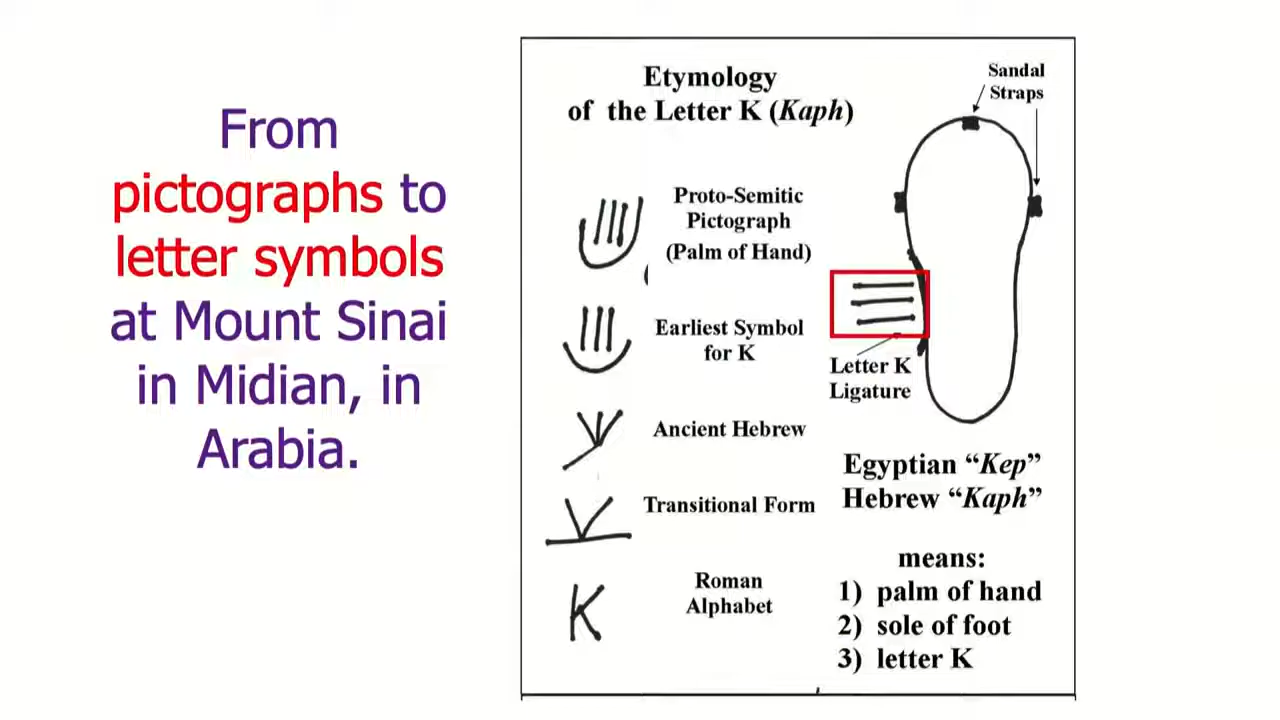 From
pictographs to
letter symbols
at Mount Sinai
in Midian, in
Arabia.
Etymology
of the Letter K (Kaph)
Sandal
Straps
Proto-Semitic
Pictograph
(Palm of Hand)
Earliest Symbol
for K
Letter K
Ligature
Ancient Hebrew
Egyptian “Kep”
Hebrew “Kaph”
Transitional Form
means:
1) palm of hand
2) sole of foot
3) letter K
Roman
Alphabet
K